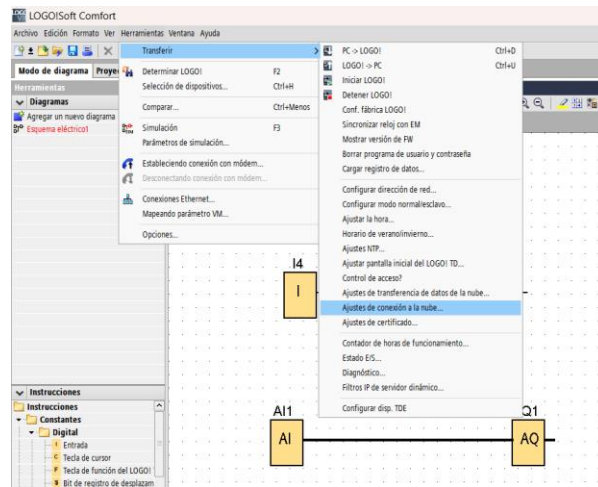 LOGO!Soft Comfort
Archivo Edición Formato Ver Herramientas Ventana Ayuda
Modo de diagrama Proye
Herramientas
Diagramas
Agregar un nuevo diagrama
Esquema eléctrico1
Transferir
Determinar LOGO! F2
Selección de dispositivos... Ctrl+H
Comparar... Ctrl+Menos
Simulación F3
Parámetros de simulación...
Estableciendo conexión con módem...
Desconectando conexión con módem...
Conexiones Ethernet...
Mapeando parámetro VM...
Opciones...
PC -> LOGO! Ctrl+D
LOGO! -> PC Ctrl+U
Iniciar LOGO!
Detener LOGO!
Conf. fábrica LOGO!
Sincronizar reloj con EM
Mostrar versión de FW
Borrar programa de usuario y contraseña
Cargar registro de datos...
Configurar dirección de red...
Configurar modo normal/esclavo...
Ajustar la hora...
Horario de verano/invierno...
Ajustes NTP...
Ajustar pantalla inicial del LOGO! TD...
Control de acceso?
Ajustes de transferencia de datos de la nube...
Ajustes de conexión a la nube...
Ajustes de certificado...
Contador de horas de funcionamiento...
Estado E/S...
Diagnóstico...
Filtros IP de servidor dinámico...
Configurar disp. TDE
I4
I
AI1
AI
Q1
AQ
Instrucciones
Instrucciones
Constantes
Digital
I Entrada
C Tecla de cursor
F Tecla de función del LOGO!
S Bit de registro de desplazam